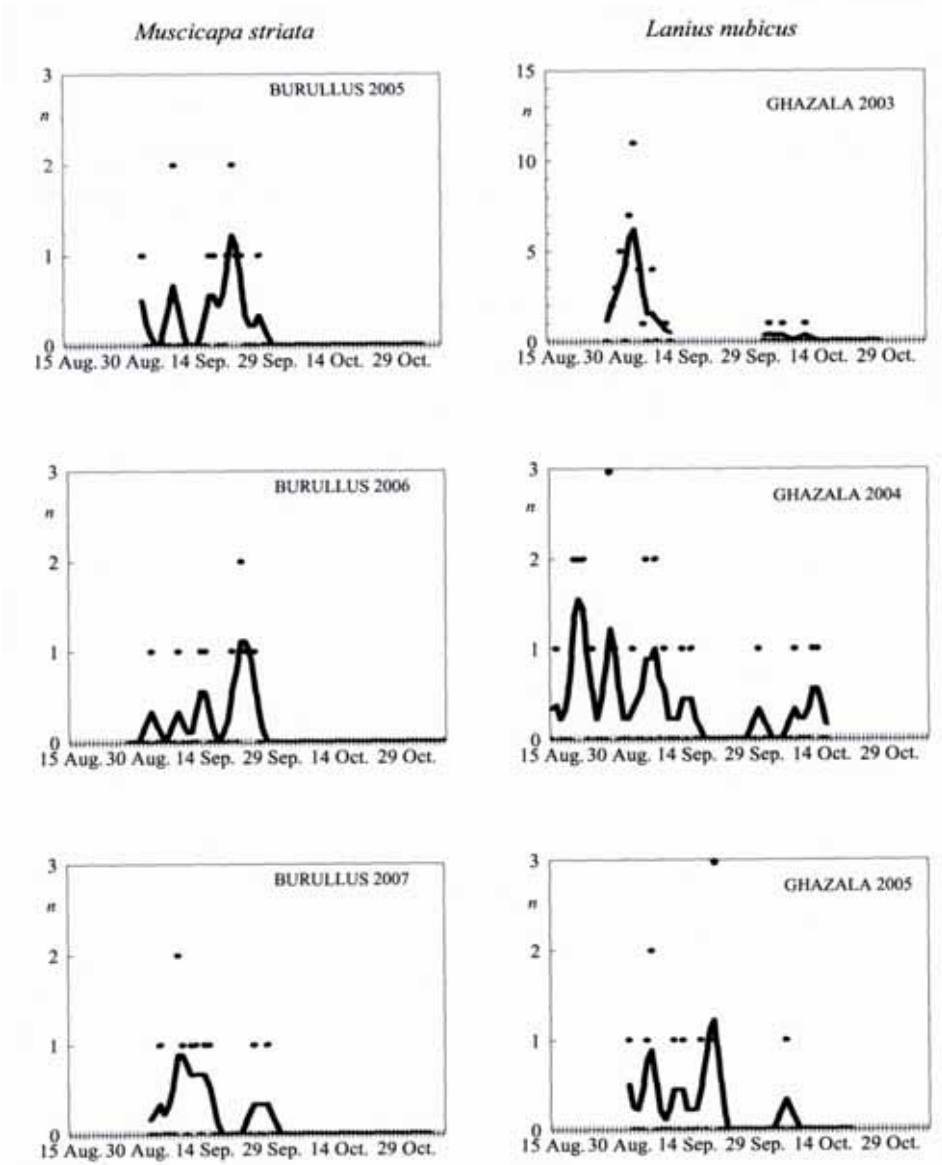 Muscicapa striata
Lanius nubicus
BURULLUS 2005
n
3
2
1
0
15 Aug. 30 Aug. 14 Sep. 29 Sep. 14 Oct. 29 Oct.
GHAZALA 2003
n
15
10
5
0
15 Aug. 30 Aug. 14 Sep. 29 Sep. 14 Oct. 29 Oct.
BURULLUS 2006
n
3
2
1
0
15 Aug. 30 Aug. 14 Sep. 29 Sep. 14 Oct. 29 Oct.
GHAZALA 2004
n
3
2
1
0
15 Aug. 30 Aug. 14 Sep. 29 Sep. 14 Oct. 29 Oct.
BURULLUS 2007
n
3
2
1
0
15 Aug. 30 Aug. 14 Sep. 29 Sep. 14 Oct. 29 Oct.
GHAZALA 2005
n
3
2
1
0
15 Aug. 30 Aug. 14 Sep. 29 Sep. 14 Oct. 29 Oct.